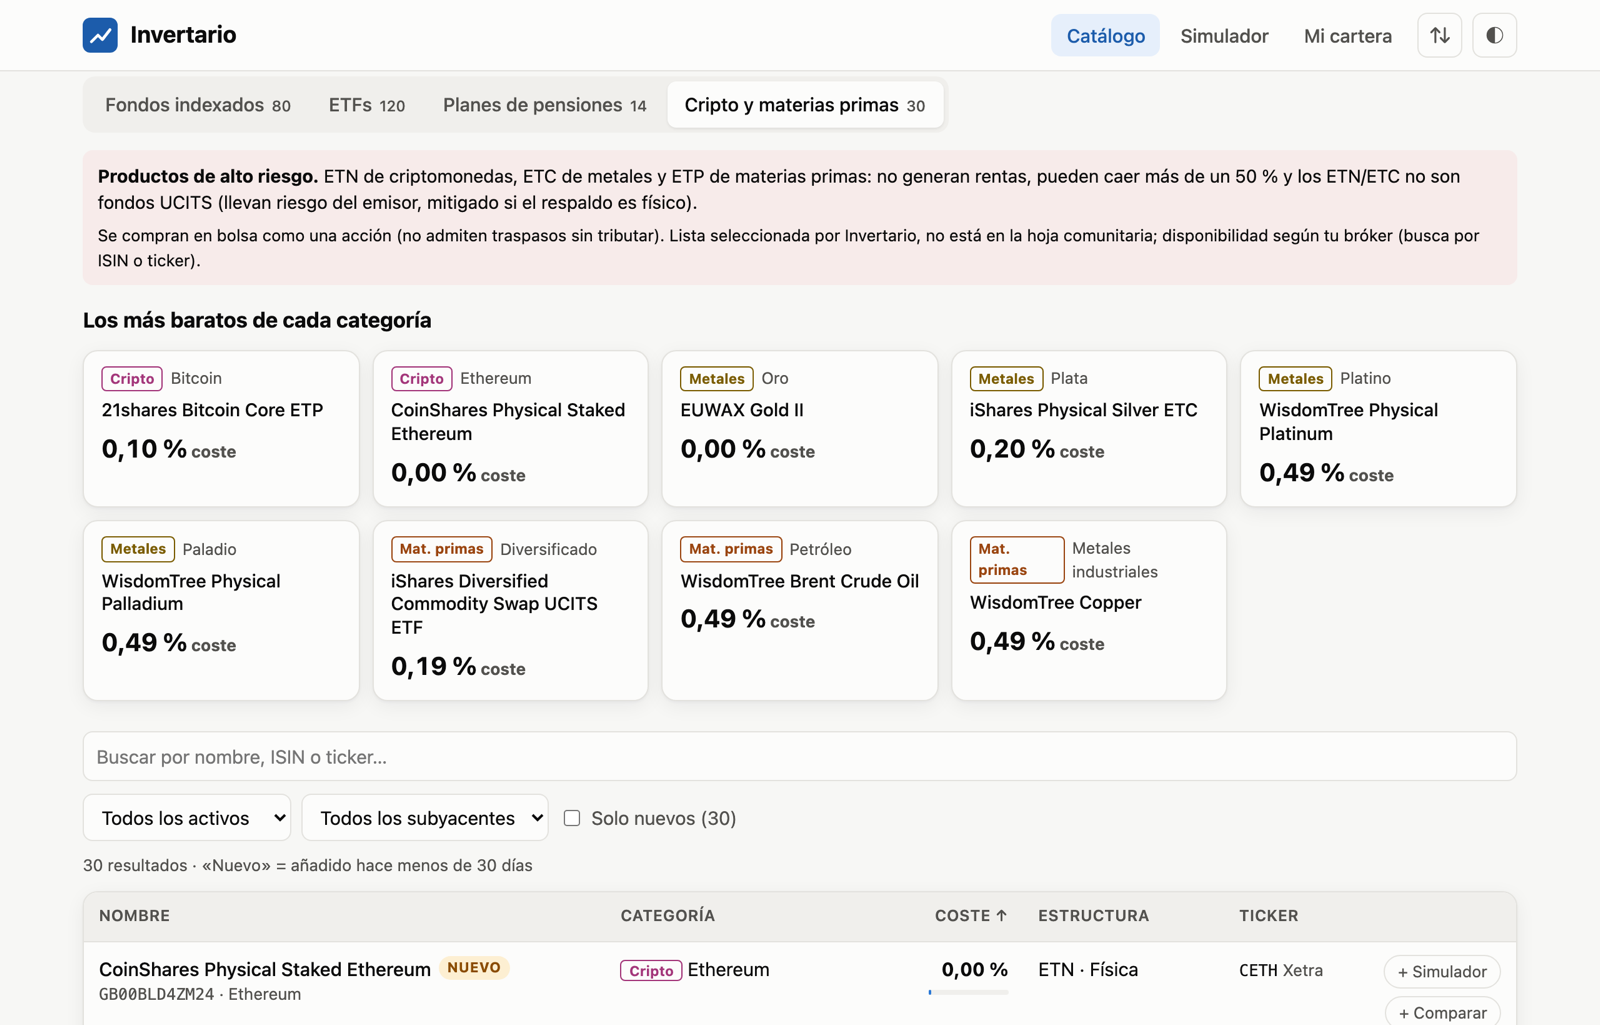 Invertario
Catálogo
Simulador
Mi cartera
Fondos indexados 80
ETFs 120
Planes de pensiones 14
Cripto y materias primas 30
Productos de alto riesgo. ETN de criptomonedas, ETC de metales y ETP de materias primas: no generan rentas, pueden caer más de un 50 % y los ETN/ETC no son
fondos UCITS (llevan riesgo del emisor, mitigado si el respaldo es físico).
Se compran en bolsa como una acción (no admiten traspasos sin tributar). Lista seleccionada por Invertario, no está en la hoja comunitaria; disponibilidad según tu bróker (busca por
ISIN o ticker).
Los más baratos de cada categoría
Cripto Bitcoin
21shares Bitcoin Core ETP
0,10 % coste
Cripto Ethereum
CoinShares Physical Staked
Ethereum
0,00 % coste
Metales Oro
EUWAX Gold II
0,00 % coste
Metales Plata
iShares Physical Silver ETC
0,20 % coste
Metales Platino
WisdomTree Physical
Platinum
0,49 % coste
Metales Paladio
WisdomTree Physical
Palladium
0,49 % coste
Mat. primas Diversificado
iShares Diversified
Commodity Swap UCITS
ETF
0,19 % coste
Mat. primas Petróleo
WisdomTree Brent Crude Oil
0,49 % coste
Mat.
primas
Metales
industriales
WisdomTree Copper
0,49 % coste
Buscar por nombre, ISIN o ticker...
Todos los activos
Todos los subyacentes
Solo nuevos (30)
30 resultados · «Nuevo» = añadido hace menos de 30 días
NOMBRE
CATEGORÍA
COSTE ↑
ESTRUCTURA
TICKER
CoinShares Physical Staked Ethereum NUEVO
GB00BLD4ZM24 · Ethereum
Cripto Ethereum
0,00 %
ETN · Física
CETH Xetra
+ Simulador
+ Comparar